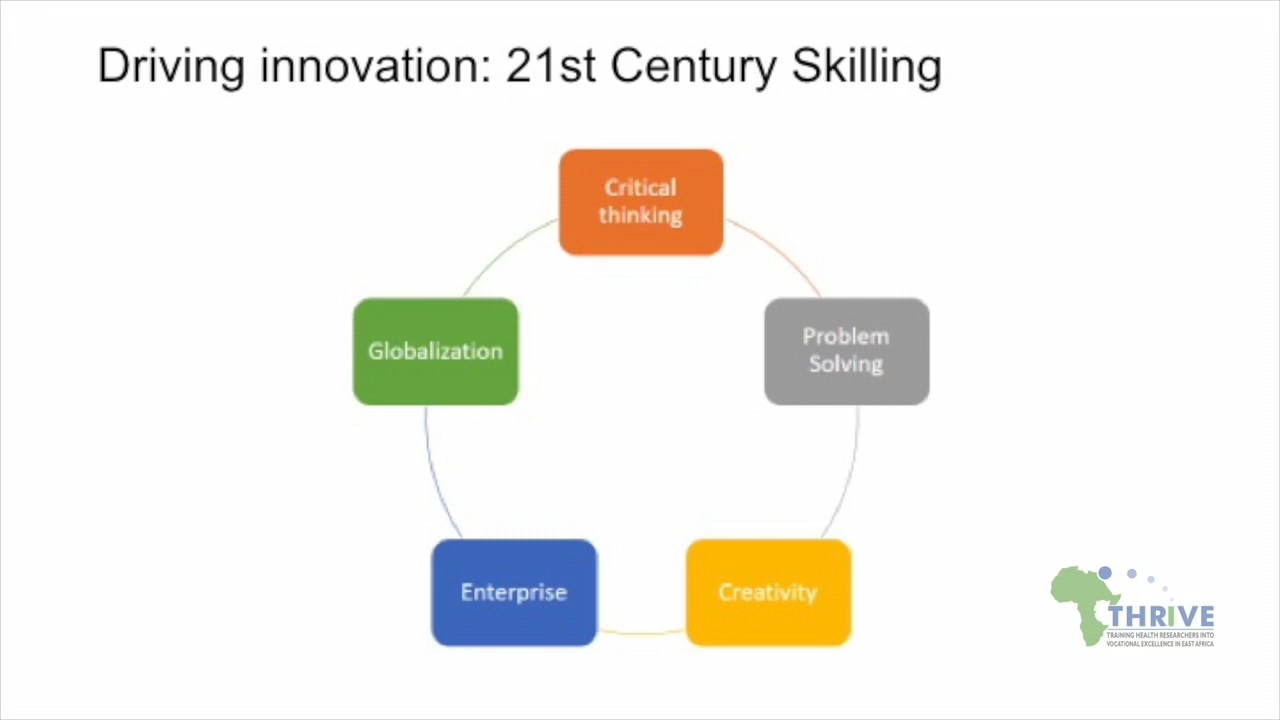 Driving innovation: 21st Century Skilling
Critical
thinking
Globalization
Problem
Solving
Enterprise
Creativity
THRIVE
TRAINING HEALTH RESEARCHERS INTO
VOCATIONAL EXCELLENCE IN EAST AFRICA